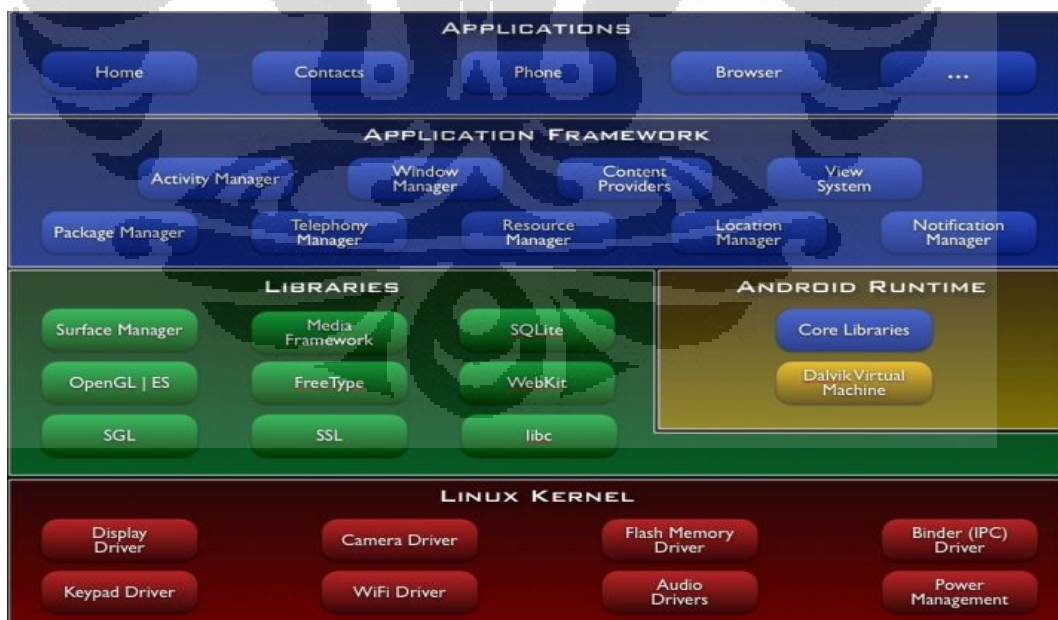 APPLICATIONS
Home
Contacts
Phone
Browser
...
APPLICATION FRAMEWORK
Activity Manager
Window
Manager
Content
Providers
View
System
Package Manager
Telephony
Manager
Resource
Manager
Location
Manager
Notification
Manager
LIBRARIES
Surface Manager
Media
Framework
SQLite
OpenGL | ES
FreeType
WebKit
SGL
SSL
libc
ANDROID RUNTIME
Core Libraries
Dalvik Virtual
Machine
LINUX KERNEL
Display
Driver
Camera Driver
Flash Memory
Driver
Binder (IPC)
Driver
Keypad Driver
WiFi Driver
Audio
Drivers
Power
Management